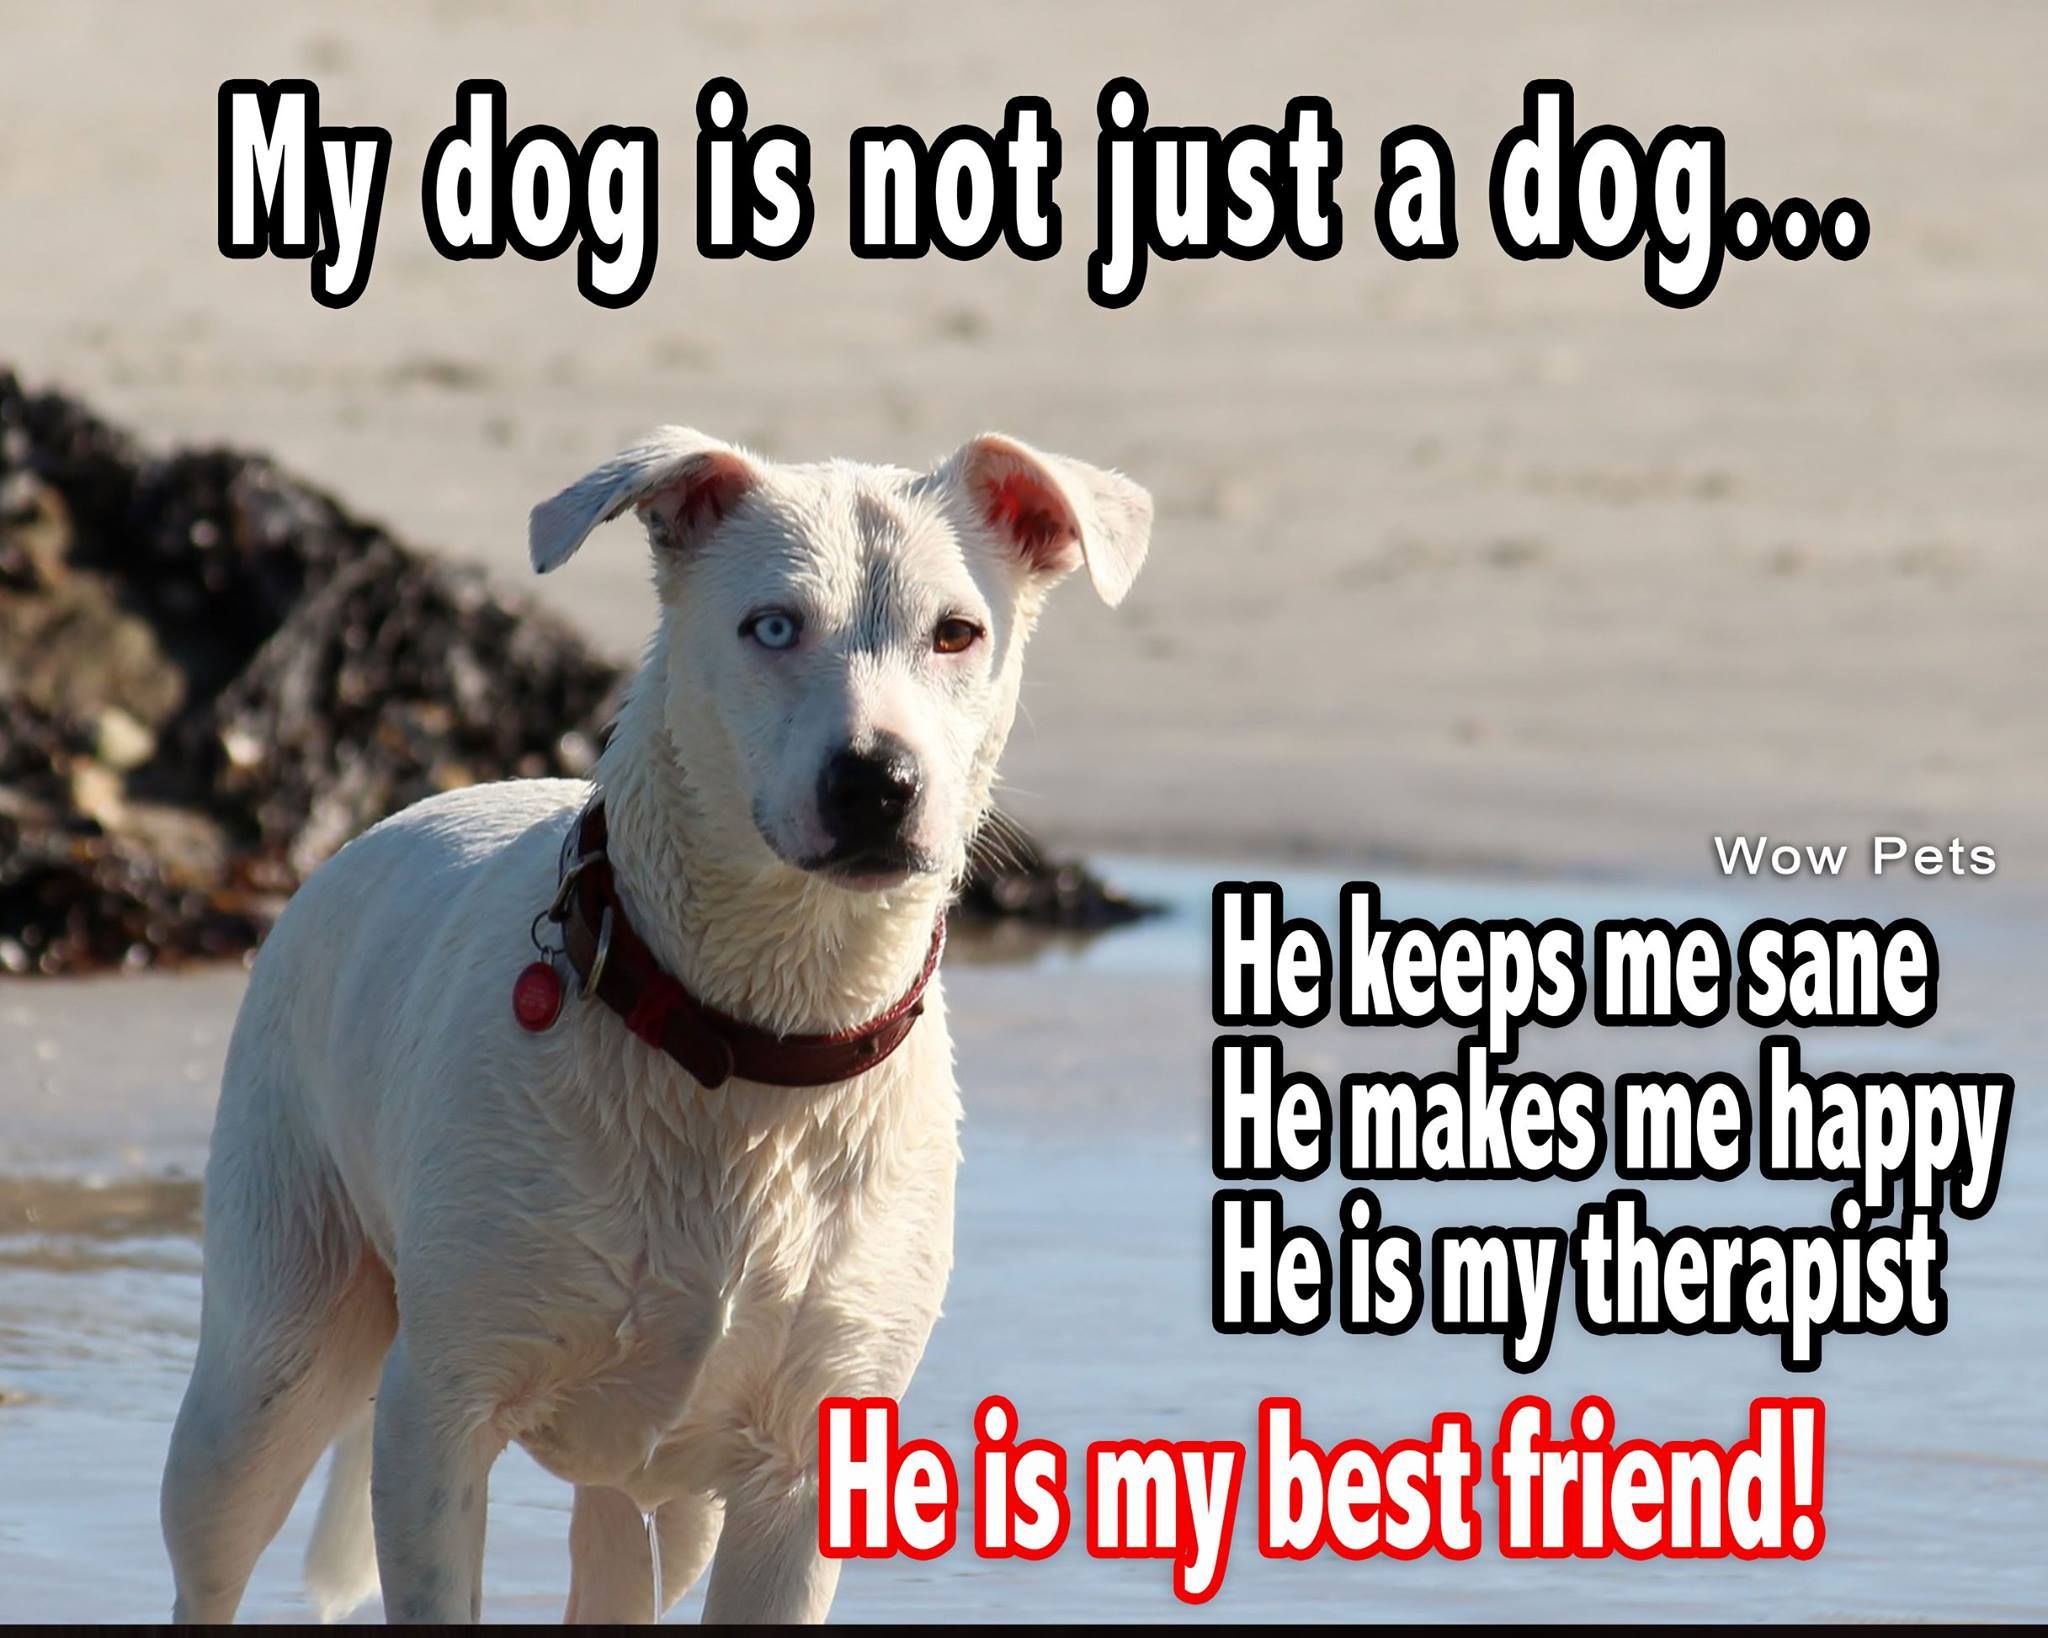 My dog is not just a dog...
Wow Pets
He keeps me sane
He makes me happy
He is my therapist
He is my best friend!